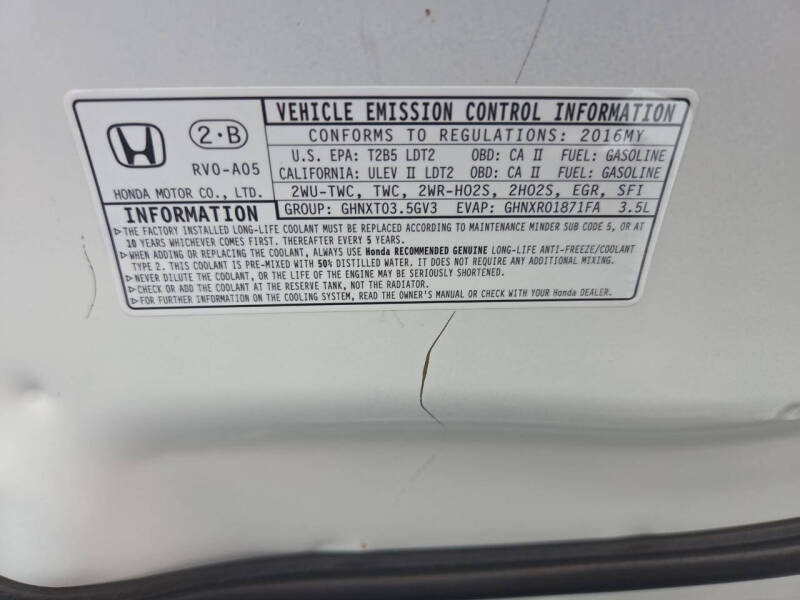 2·B
RV0-A05
HONDA MOTOR CO., LTD.
VEHICLE EMISSION CONTROL INFORMATION
CONFORMS TO REGULATIONS: 2016MY
U.S. EPA: T2B5 LDT2 OBD: CA II FUEL: GASOLINE
CALIFORNIA: ULEV II LDT2 OBD: CA II FUEL: GASOLINE
2WU-TWC, TWC, 2WR-HO2S, 2HO2S, EGR, SFI
GROUP: GHNXT03.5GV3 EVAP: GHNXR01871FA 3.5L
INFORMATION
▷THE FACTORY INSTALLED LONG-LIFE COOLANT MUST BE REPLACED ACCORDING TO MAINTENANCE MINDER SUB CODE 5, OR AT
10 YEARS WHICHEVER COMES FIRST. THEREAFTER EVERY 5 YEARS.
▷WHEN ADDING OR REPLACING THE COOLANT, ALWAYS USE Honda RECOMMENDED GENUINE LONG-LIFE ANTI-FREEZE/COOLANT
TYPE 2. THIS COOLANT IS PRE-MIXED WITH 50% DISTILLED WATER. IT DOES NOT REQUIRE ANY ADDITIONAL MIXING.
▷NEVER DILUTE THE COOLANT, OR THE LIFE OF THE ENGINE MAY BE SERIOUSLY SHORTENED.
▷CHECK OR ADD THE COOLANT AT THE RESERVE TANK, NOT THE RADIATOR.
▷FOR FURTHER INFORMATION ON THE COOLING SYSTEM, READ THE OWNER'S MANUAL OR CHECK WITH YOUR Honda DEALER.